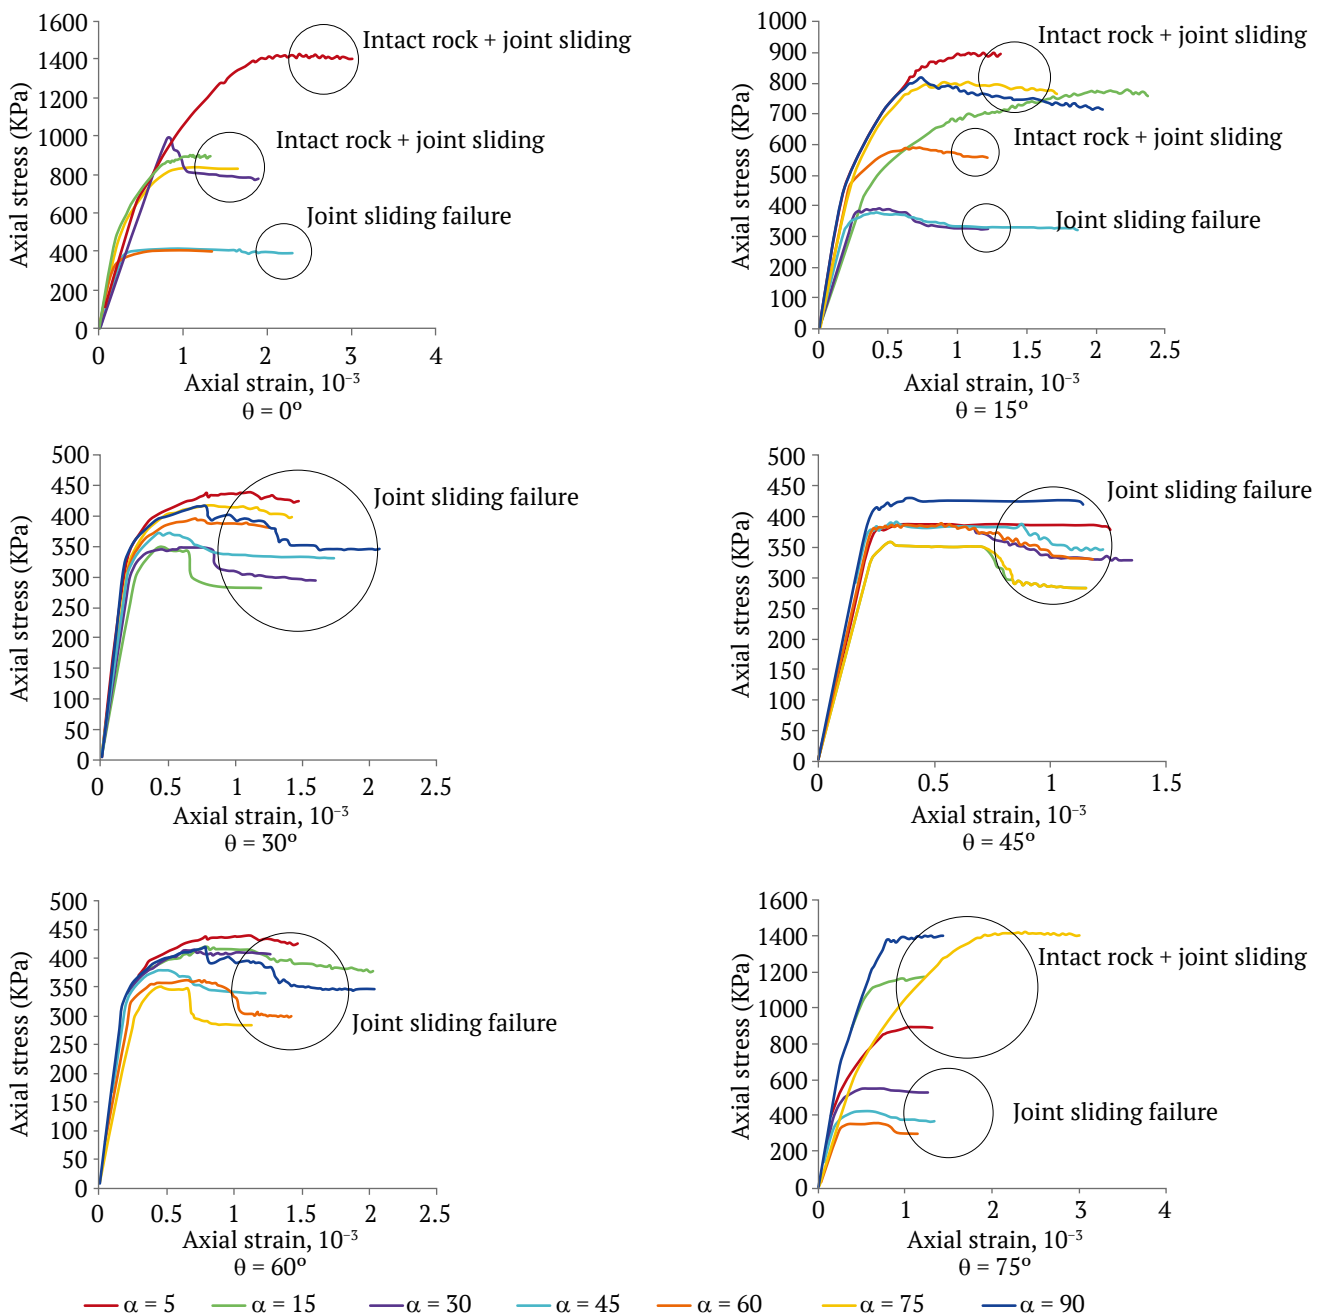 1600
1400
1200
1000
800
600
400
200
0
Axial stress (KPa)
Intact rock + joint sliding
Intact rock + joint sliding
Joint sliding failure
0 1 2 3 4
Axial strain, 10⁻³
θ = 0º
1000
900
800
700
600
500
400
300
200
100
0
Axial stress (KPa)
Intact rock + joint sliding
Intact rock + joint sliding
Joint sliding failure
0 0.5 1 1.5 2 2.5
Axial strain, 10⁻³
θ = 15º
500
450
400
350
300
250
200
150
100
50
0
Axial stress (KPa)
Joint sliding failure
0 0.5 1 1.5 2 2.5
Axial strain, 10⁻³
θ = 30º
500
450
400
350
300
250
200
150
100
50
0
Axial stress (KPa)
Joint sliding failure
0 0.5 1 1.5
Axial strain, 10⁻³
θ = 45º
500
450
400
350
300
250
200
150
100
50
0
Axial stress (KPa)
Joint sliding failure
0 0.5 1 1.5 2 2.5
Axial strain, 10⁻³
θ = 60º
1600
1400
1200
1000
800
600
400
200
0
Axial stress (KPa)
Intact rock + joint sliding
Joint sliding failure
0 1 2 3 4
Axial strain, 10⁻³
θ = 75º
α = 5 α = 15 α = 30 α = 45 α = 60 α = 75 α = 90